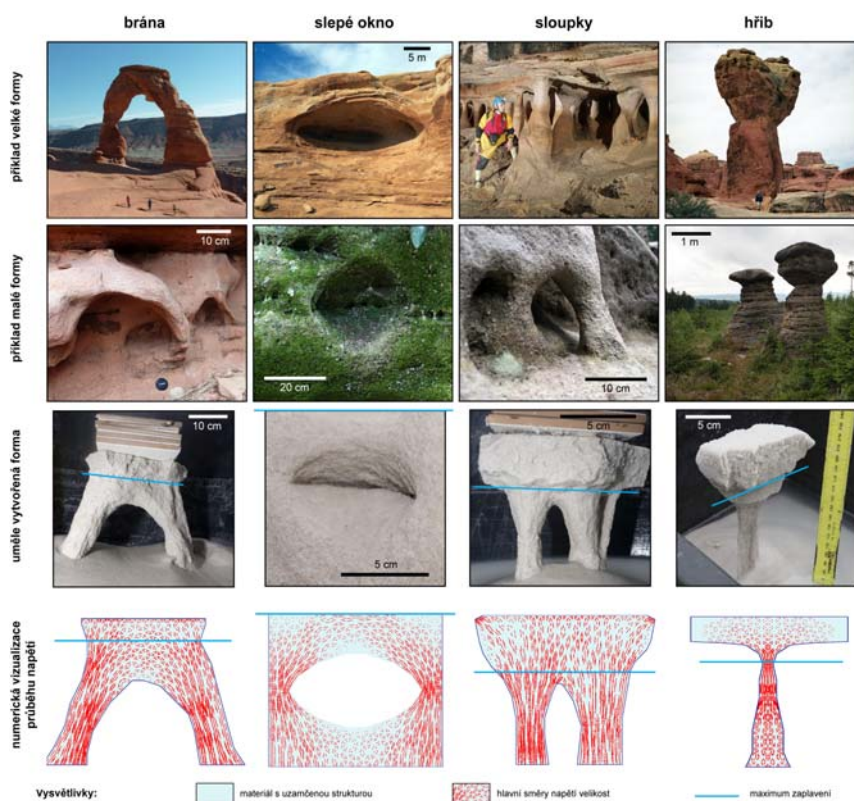 brána
slepé okno
sloupky
hřib
příklad velké formy
5 m
příklad malé formy
10 cm
20 cm
10 cm
1 m
uměle vytvořená forma
10 cm
5 cm
5 cm
5 cm
numerická vizualizace
průběhu napětí
Vysvětlivky:
materiál s uzamčenou strukturou
hlavní směry napětí velikost
maximum zaplavení